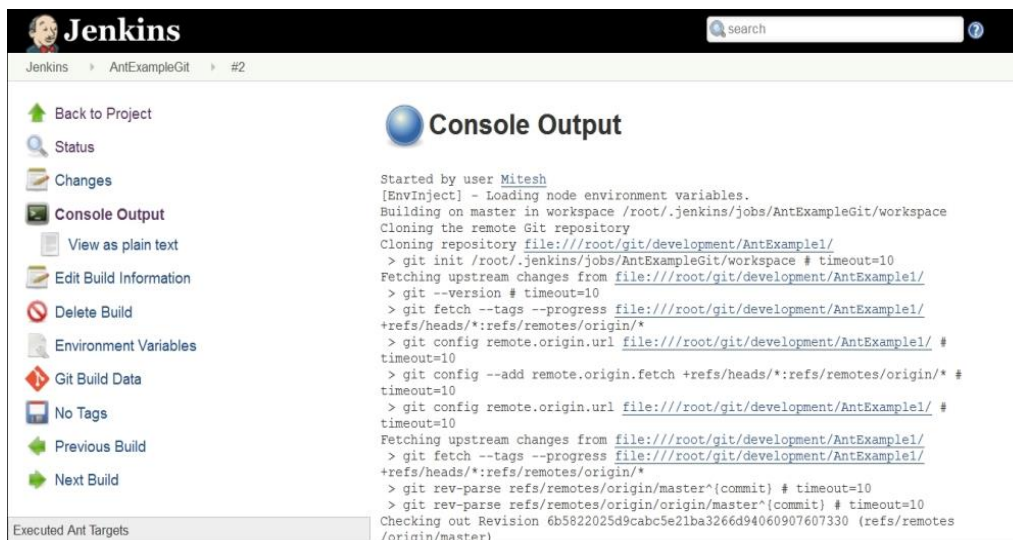 Jenkins
search
Jenkins AntExampleGit #2
Back to Project
Status
Changes
Console Output
View as plain text
Edit Build Information
Delete Build
Environment Variables
Git Build Data
No Tags
Previous Build
Next Build
Executed Ant Targets
Console Output
Started by user Mitesh
[EnvInject] - Loading node environment variables.
Building on master in workspace /root/.jenkins/jobs/AntExampleGit/workspace
Cloning the remote Git repository
Cloning repository file:///root/git/development/AntExample1/
> git init /root/.jenkins/jobs/AntExampleGit/workspace # timeout=10
Fetching upstream changes from file:///root/git/development/AntExample1/
> git --version # timeout=10
> git fetch --tags --progress file:///root/git/development/AntExample1/
+refs/heads/*:refs/remotes/origin/*
> git config remote.origin.url file:///root/git/development/AntExample1/ #
timeout=10
> git config --add remote.origin.fetch +refs/heads/*:refs/remotes/origin/* #
timeout=10
> git config remote.origin.url file:///root/git/development/AntExample1/ #
timeout=10
Fetching upstream changes from file:///root/git/development/AntExample1/
> git fetch --tags --progress file:///root/git/development/AntExample1/
+refs/heads/*:refs/remotes/origin/*
> git rev-parse refs/remotes/origin/master^{commit} # timeout=10
> git rev-parse refs/remotes/origin/origin/master^{commit} # timeout=10
Checking out Revision 6b5822025d9cabc5e21ba3266d94060907607330 (refs/remotes
/origin/master)